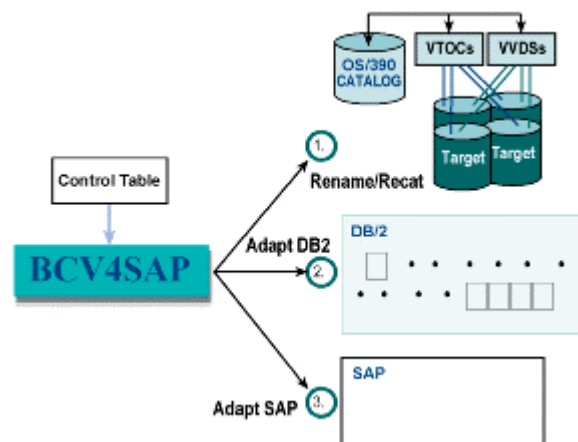 OS/390
CATALOG
VTOCs
VVDSs
Target
Target
1.
Rename/Recat
Control Table
BCV4SAP
Adapt DB2
2.
DB/2
Adapt SAP
3.
SAP